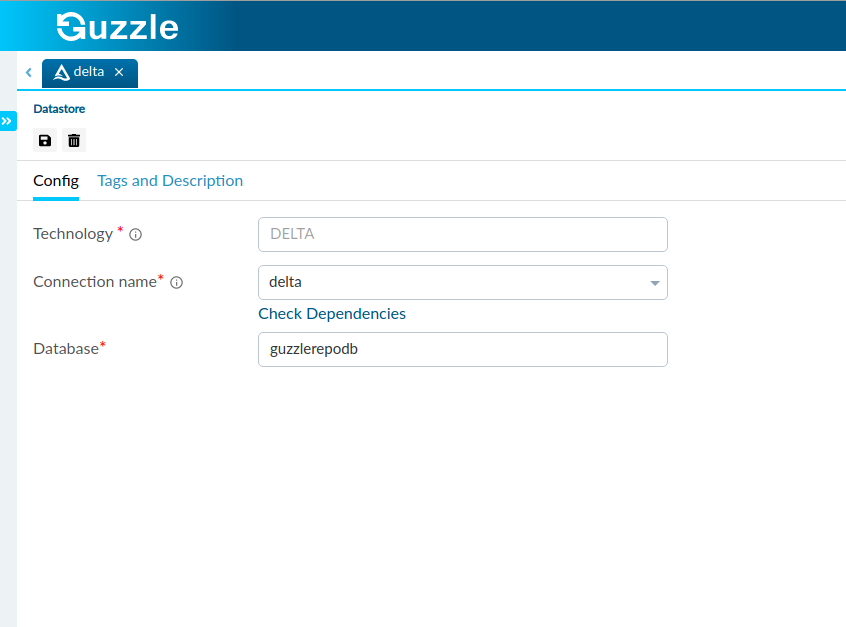 Guzzle
delta
Datastore
Config Tags and Description
Technology * DELTA
Connection name* delta
Check Dependencies
Database* guzzlerepodb